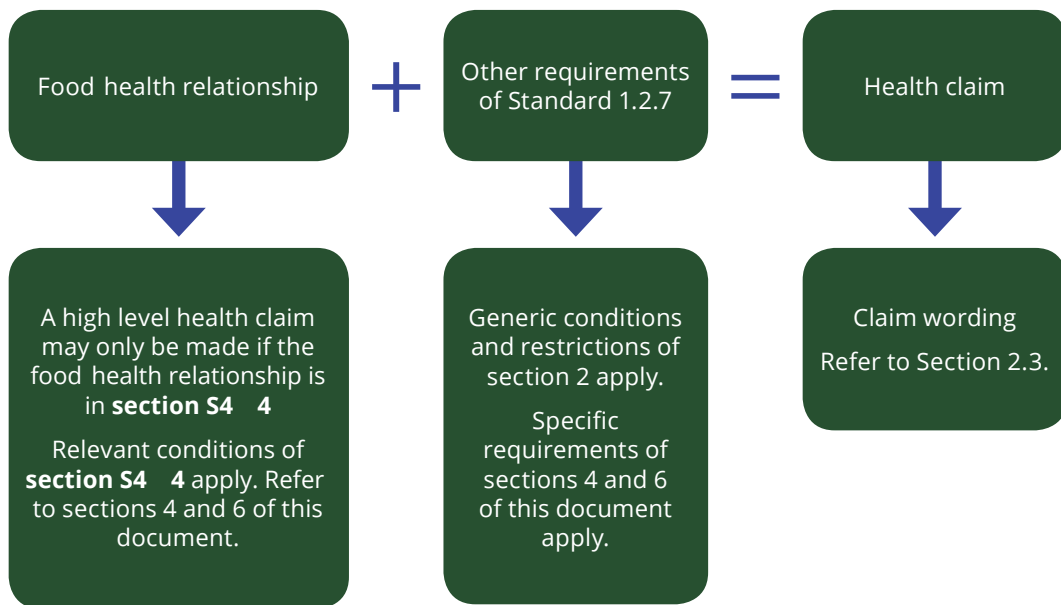 Food health relationship
Other requirements
of Standard 1.2.7
Health claim
A high level health claim
may only be made if the
food health relationship is
in section S4 4
Relevant conditions of
section S4 4 apply. Refer
to sections 4 and 6 of this
document.
Generic conditions
and restrictions of
section 2 apply.
Specific
requirements of
sections 4 and 6
of this document
apply.
Claim wording
Refer to Section 2.3.